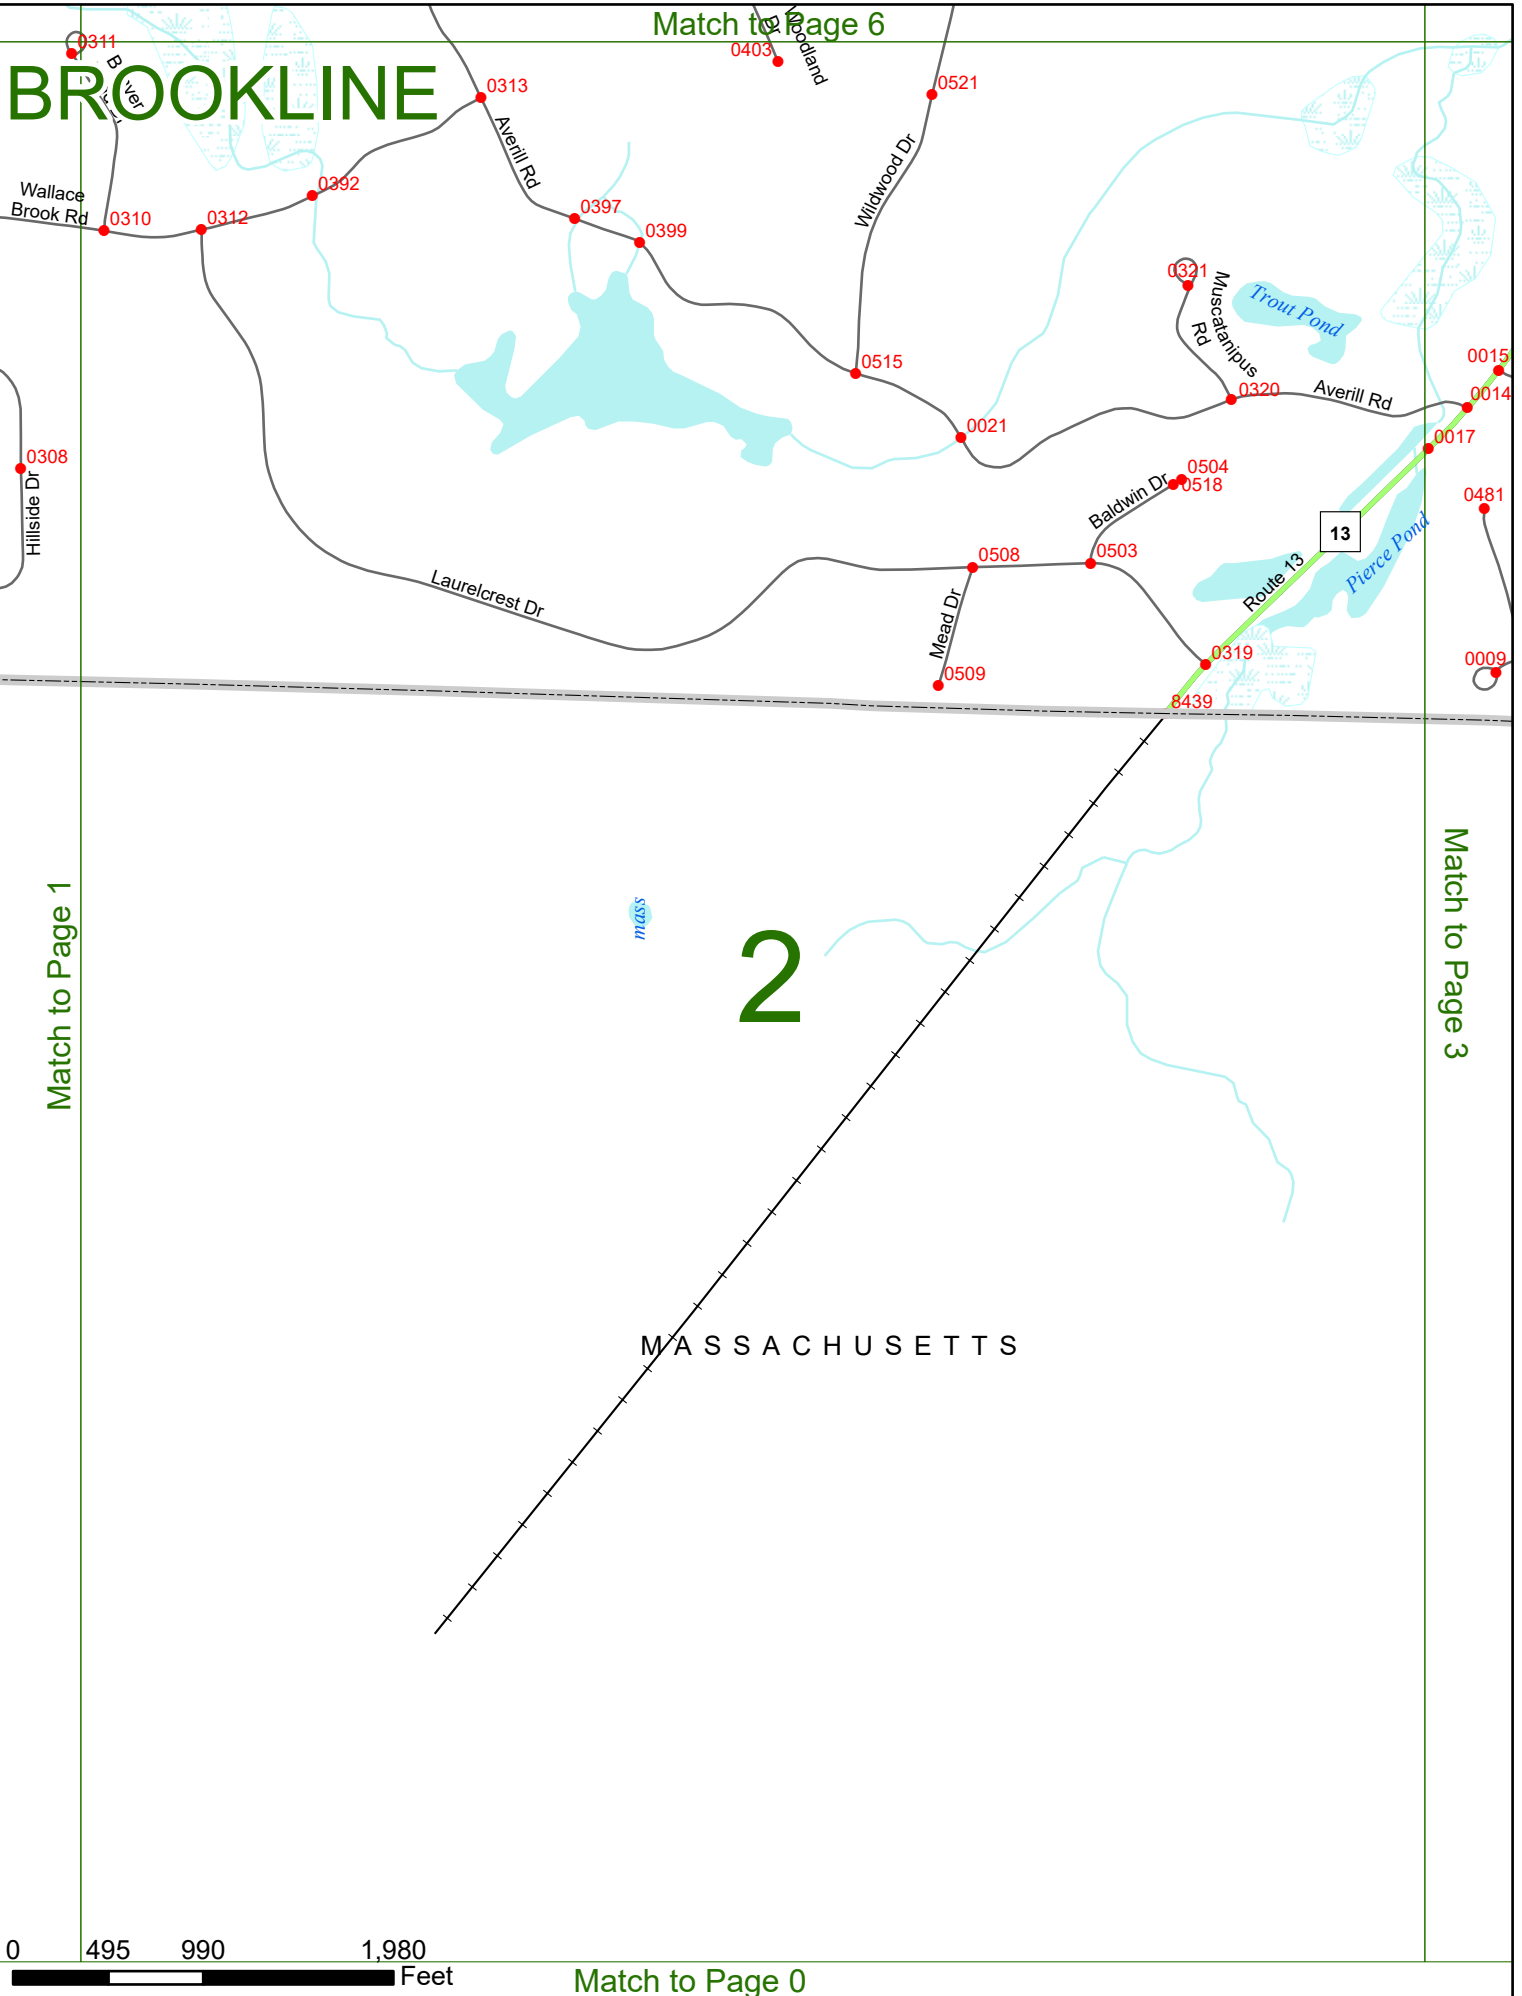 Match to Page 6
BROOKLINE
0311
Beaver
0403
Woodland
Dr
0521
0313
Averill Rd
Wildwood Dr
Wallace
Brook Rd
0310
0312
0392
0397
0399
0321
Muscatanipus
Rd
Trout Pond
0515
0320
Averill Rd
0015
0014
0021
0017
0308
Hillside Dr
0504
0518
Baldwin Dr
0481
13
Pierce Pond
Route 13
0508
0503
Laurelcrest Dr
Mead Dr
0509
0319
0009
8439
Match to Page 1
mass
2
Match to Page 3
MASSACHUSETTS
0 495 990 1,980
Feet
Match to Page 0